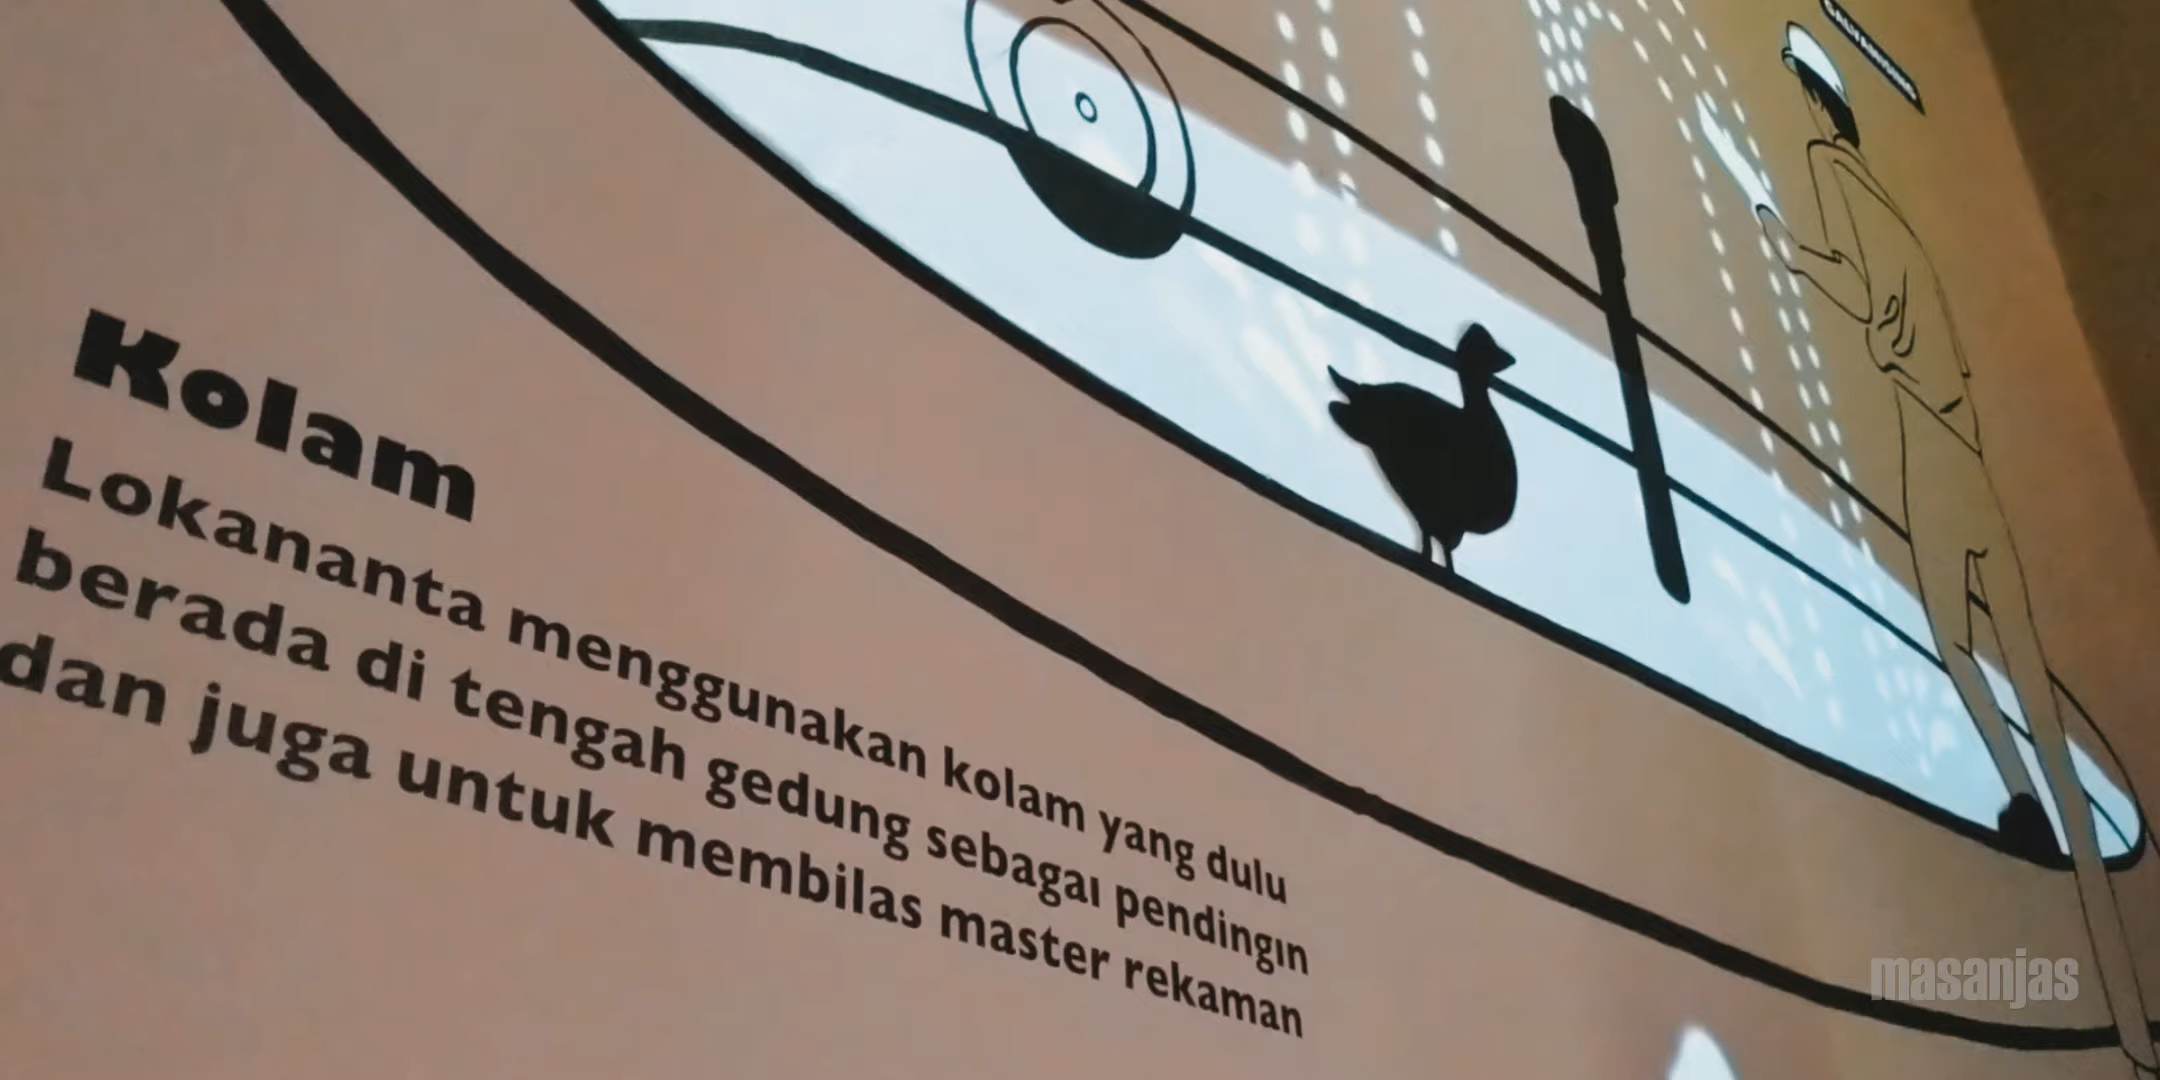 Kolam
Lokananta menggunakan kolam yang dulu
berada di tengah gedung sebagai pendingin
dan juga untuk membilas master rekaman
masanjas